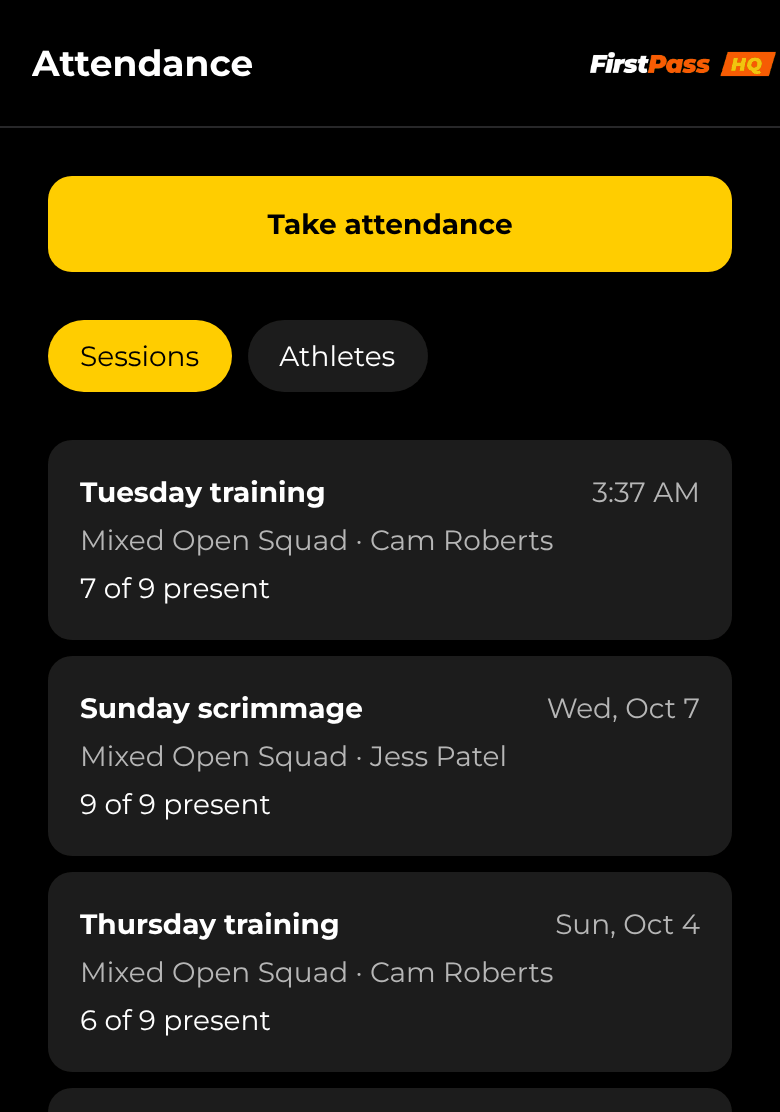 Attendance
FirstPass HQ
Take attendance
Sessions
Athletes
Tuesday training
3:37 AM
Mixed Open Squad · Cam Roberts
7 of 9 present
Sunday scrimmage
Wed, Oct 7
Mixed Open Squad · Jess Patel
9 of 9 present
Thursday training
Sun, Oct 4
Mixed Open Squad · Cam Roberts
6 of 9 present